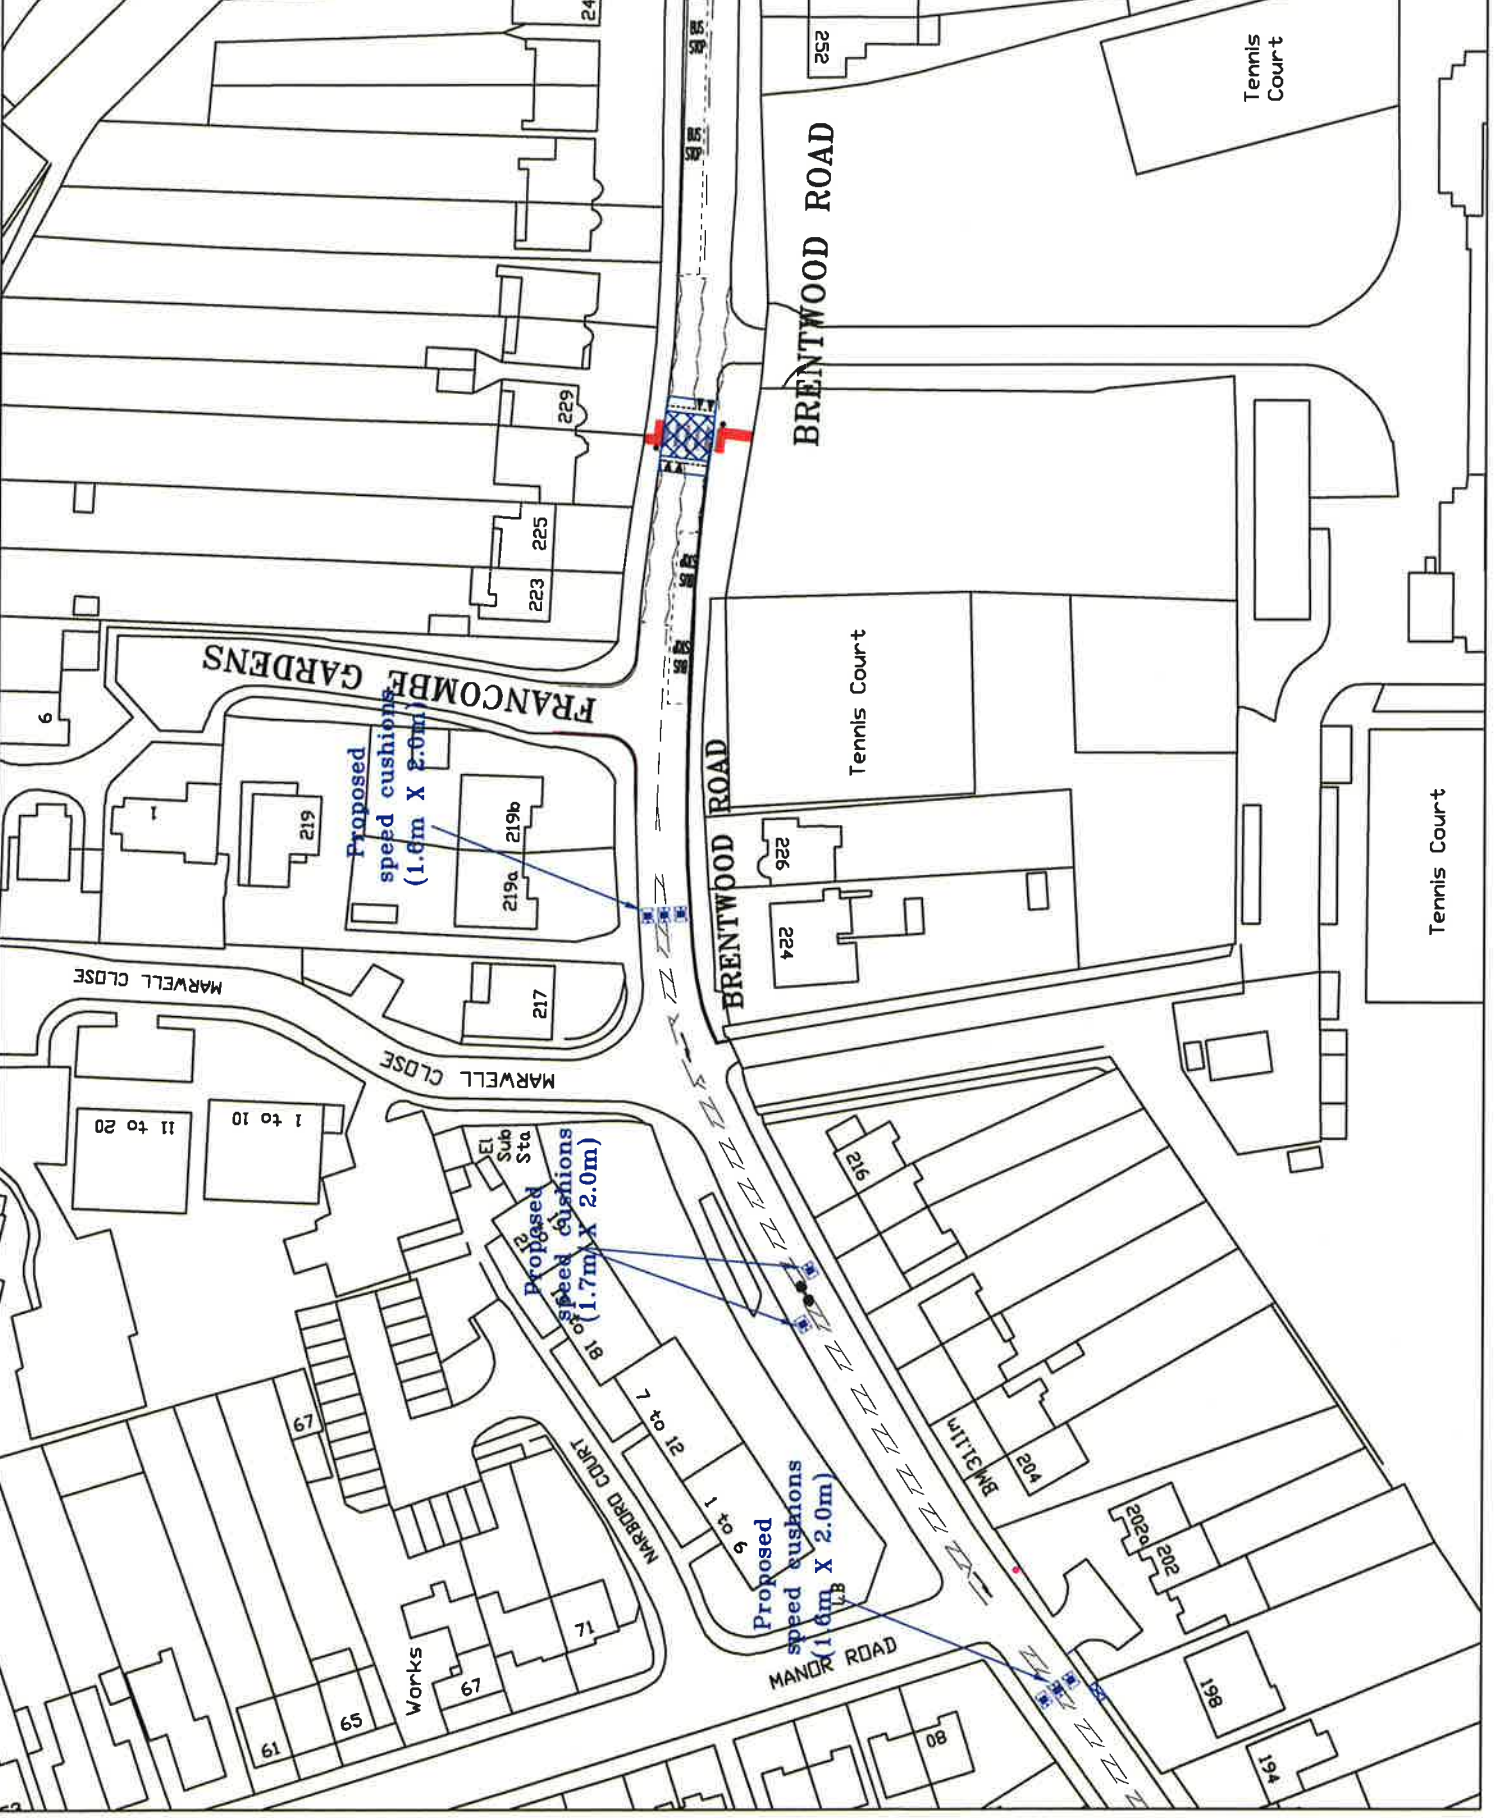 24
BUS
STOP
252
Tennis
Court
BUS
STOP
BRENTWOOD ROAD
229
225
223
BUS
STOP
BUS
STOP
FRANCOMBE
GARDENS
6
1
219
Proposed
speed cushions
(1.6m X 2.0m)
219b
219a
Tennis Court
BRENTWOOD ROAD
226
224
Tennis Court
MARWELL CLOSE
217
MARWELL CLOSE
11 to 20
1 to 10
El
Sub
Sta
216
Proposed
speed cushions
(1.7m X 2.0m)
67
7 to 12
1 to 6
NARBORO COURT
BM 31.11m
204
202a
202
Proposed
speed cushions
(1.6m X 2.0m)
LB
MANOR ROAD
71
Works
67
65
61
80
198
194